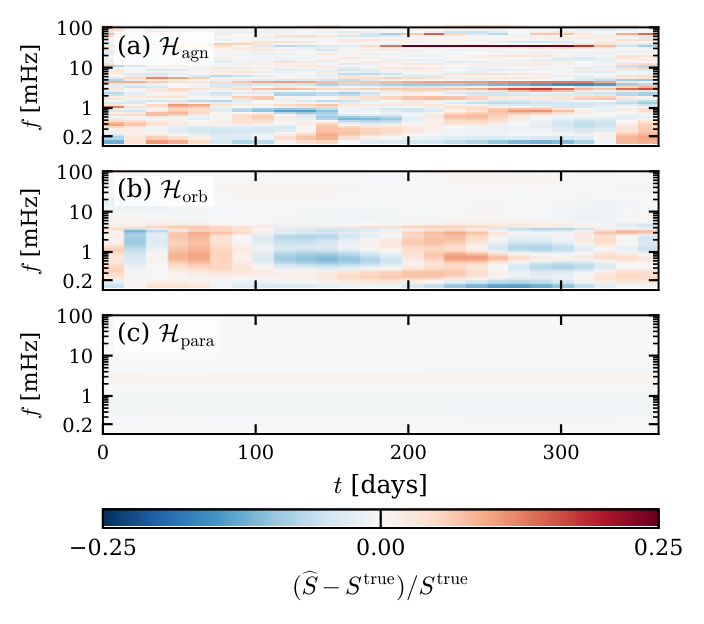 (a) ℋ_agn
100
10
1
0.2
f [mHz]
(b) ℋ_orb
100
10
1
0.2
f [mHz]
(c) ℋ_para
100
10
1
0.2
f [mHz]
0 100 200 300
t [days]
−0.25 0.00 0.25
(Ŝ − S^true)/S^true